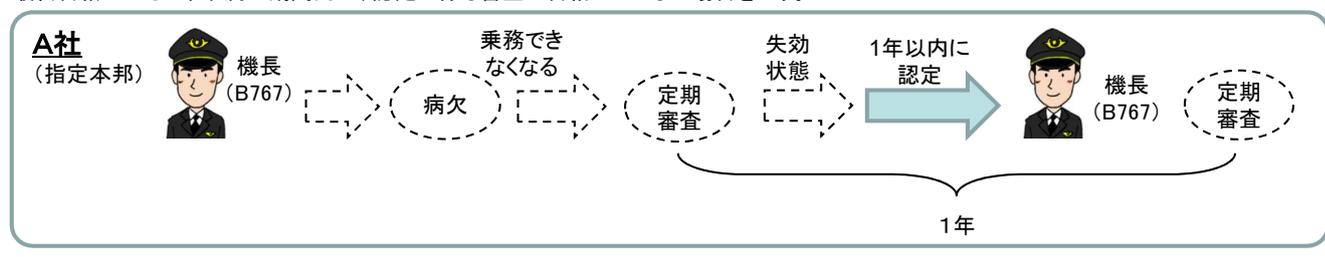 A社
（指定本邦）
機長
（B767）
病欠
乗務でき
なくなる
定期
審査
失効
状態
1年以内に
認定
機長
（B767）
定期
審査
1年